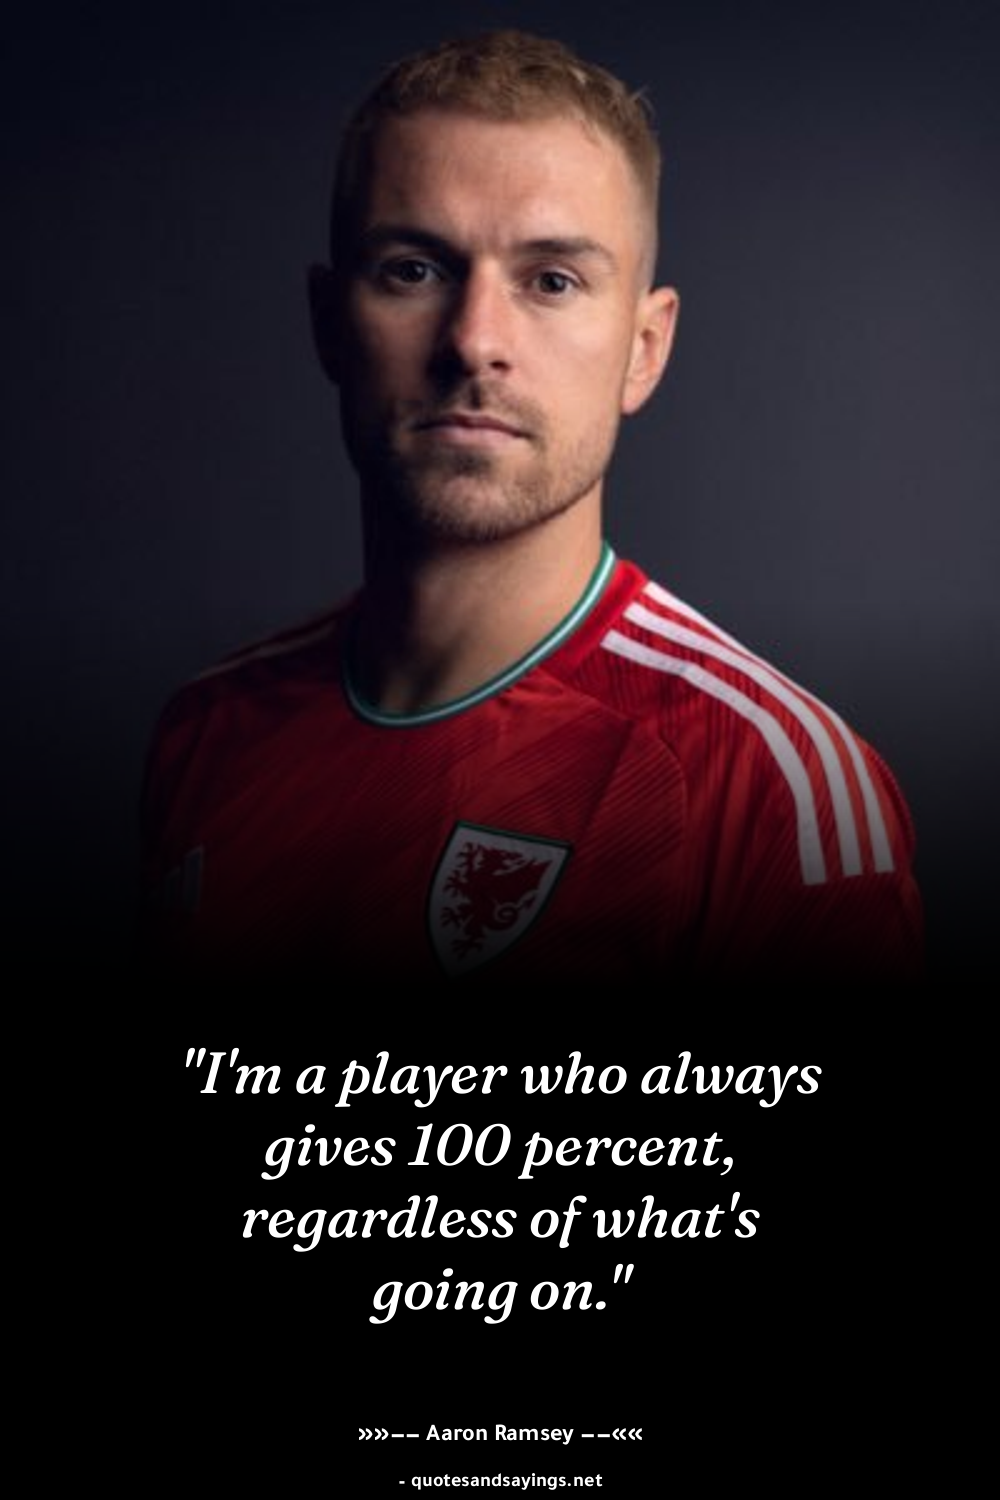 "I'm a player who always
gives 100 percent,
regardless of what's
going on."
»»−− Aaron Ramsey −−««
- quotesandsayings.net